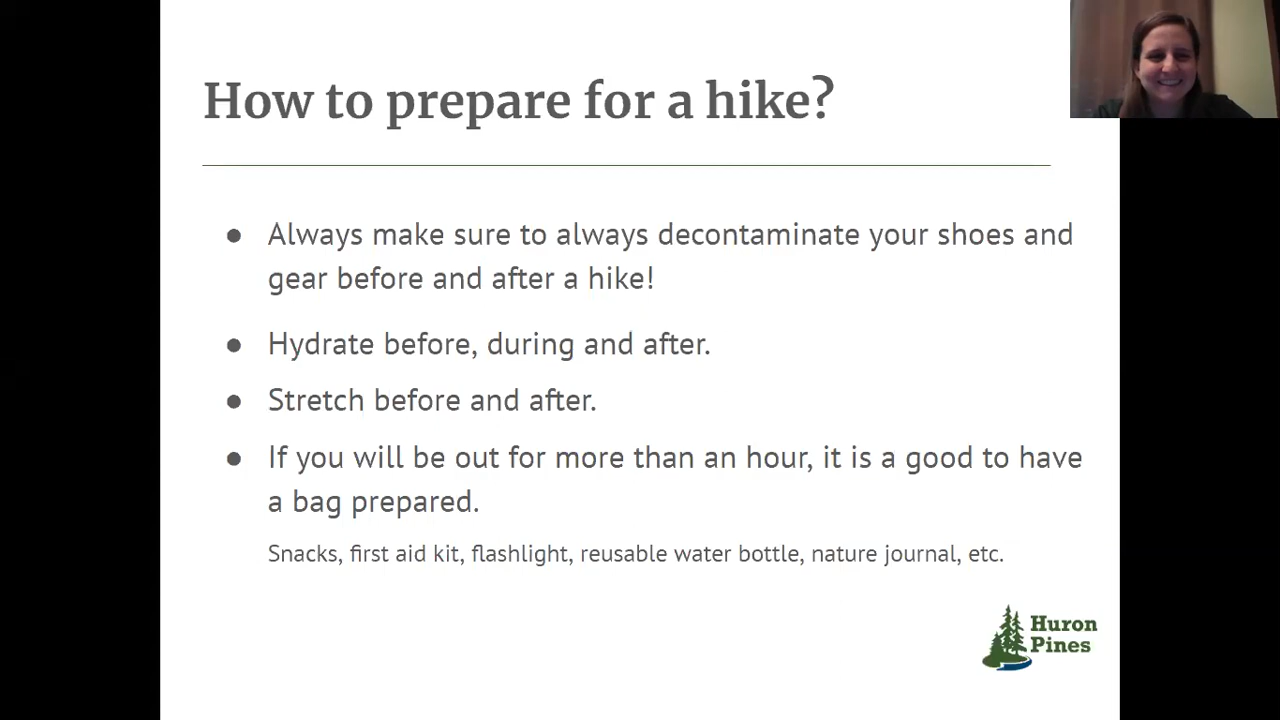 How to prepare for a hike?
● Always make sure to always decontaminate your shoes and
gear before and after a hike!
● Hydrate before, during and after.
● Stretch before and after.
● If you will be out for more than an hour, it is a good to have
a bag prepared.
Snacks, first aid kit, flashlight, reusable water bottle, nature journal, etc.
Huron
Pines